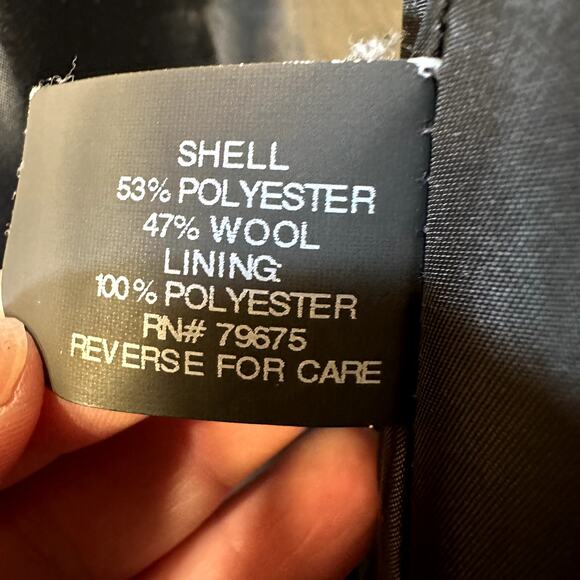 SHELL
53% POLYESTER
47% WOOL
LINING:
100% POLYESTER
RN# 79675
REVERSE FOR CARE